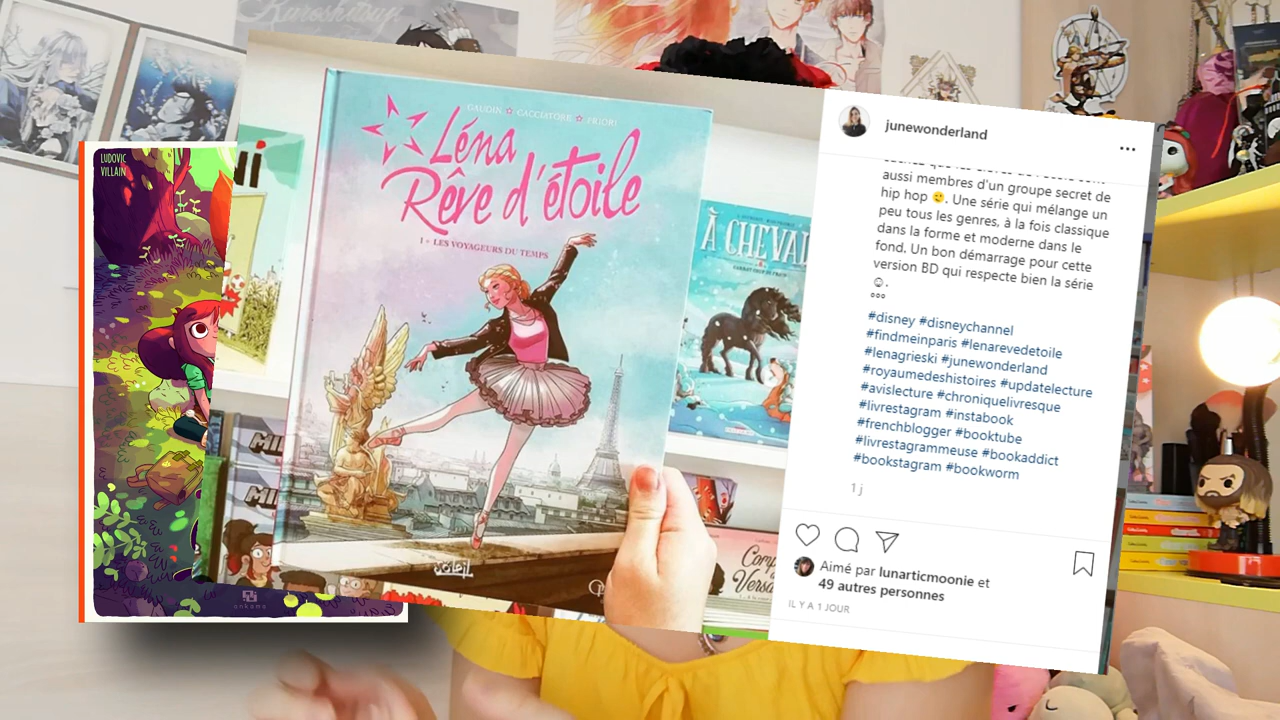 Kuroshitsuji
LUDOVIC
VILLAIN
ankama
GAUDIN ☆ CACCIATORE ☆ PRIORI
Léna
Rêve d'étoile
1 - LES VOYAGEURS DU TEMPS
soleil
À CHEVAL
junewonderland
aussi membres d'un groupe secret de
hip hop 🙂. Une série qui mélange un
peu tous les genres, à la fois classique
dans la forme et moderne dans le
fond. Un bon démarrage pour cette
version BD qui respecte bien la série
☺.
°°°
#disney #disneychannel
#findmeinparis #lenarevedetoile
#lenagrieski #junewonderland
#royaumedeshistoires #updatelecture
#avislecture #chroniquelivresque
#livrestagram #instabook
#frenchblogger #booktube
#livrestagrammeuse #bookaddict
#bookstagram #bookworm
1 j
Aimé par lunarticmoonie et
49 autres personnes
IL Y A 1 JOUR